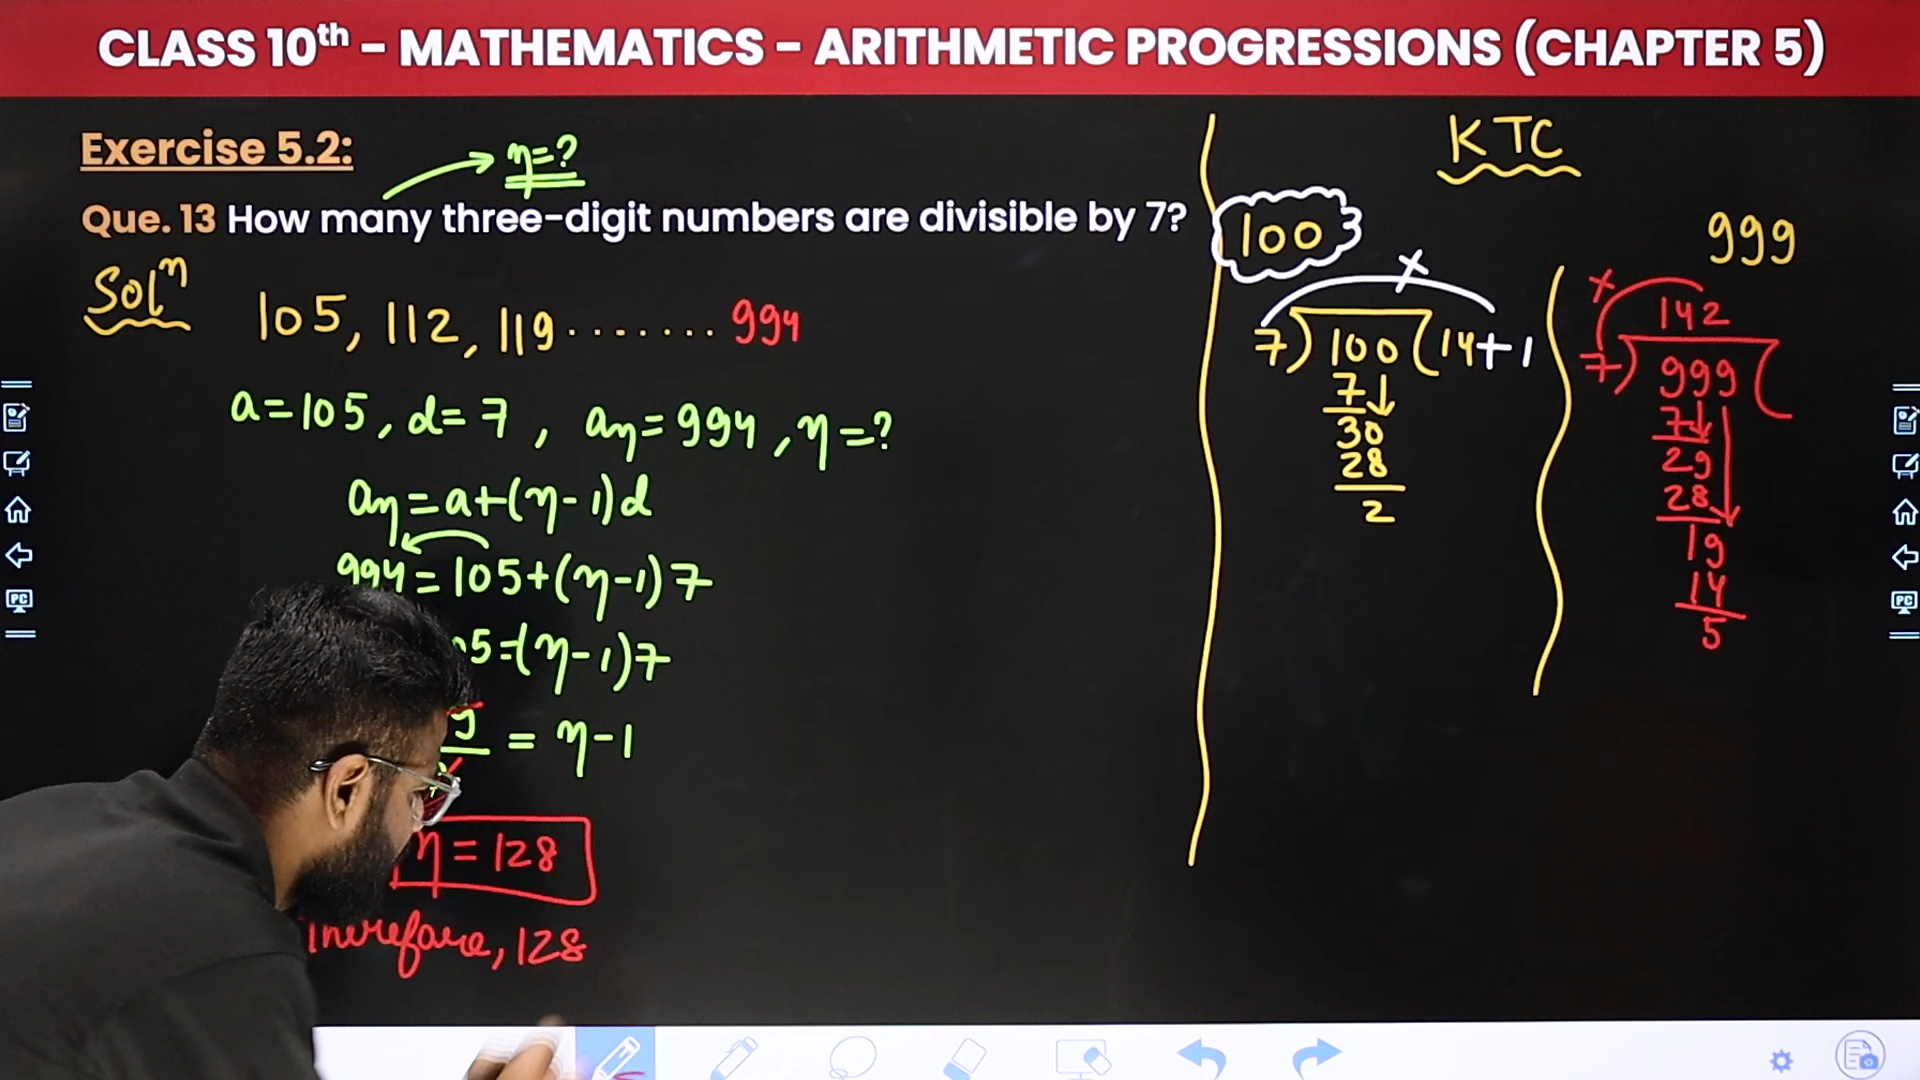 CLASS 10th - MATHEMATICS - ARITHMETIC PROGRESSIONS (CHAPTER 5)
Exercise 5.2:
n=?
Que. 13 How many three-digit numbers are divisible by 7?
Solⁿ
105, 112, 119 ....... 994
a=105, d=7, an=994, n=?
an=a+(n-1)d
994=105+(n-1)7
5=(n-1)7
= n-1
n=128
Therefore, 128
KTC
100
999
×
7)100(14+1
7
30
28
2
×
142
7)999(
7
29
28
19
14
5
PC
PC